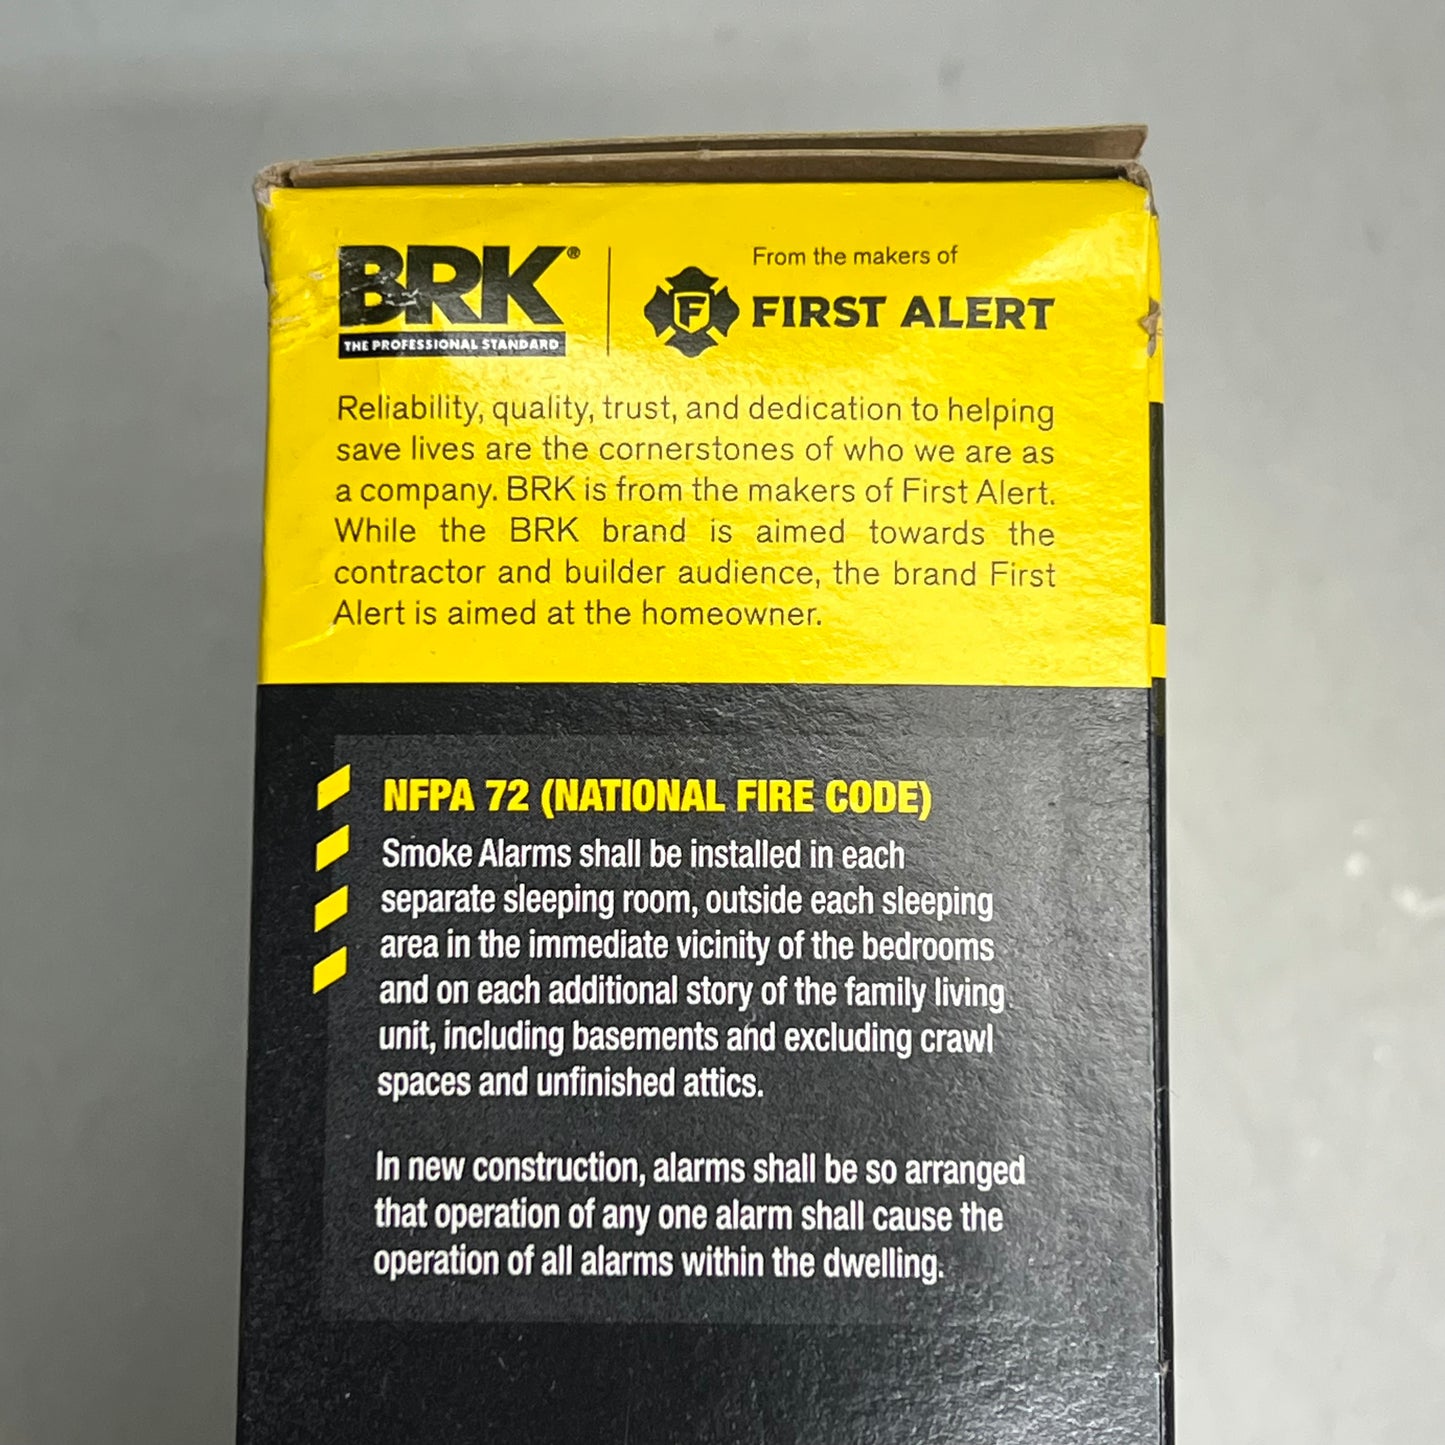 BRK®
THE PROFESSIONAL STANDARD
From the makers of
F
FIRST ALERT
Reliability, quality, trust, and dedication to helping
save lives are the cornerstones of who we are as
a company. BRK is from the makers of First Alert.
While the BRK brand is aimed towards the
contractor and builder audience, the brand First
Alert is aimed at the homeowner.
NFPA 72 (NATIONAL FIRE CODE)
Smoke Alarms shall be installed in each
separate sleeping room, outside each sleeping
area in the immediate vicinity of the bedrooms
and on each additional story of the family living
unit, including basements and excluding crawl
spaces and unfinished attics.
In new construction, alarms shall be so arranged
that operation of any one alarm shall cause the
operation of all alarms within the dwelling.